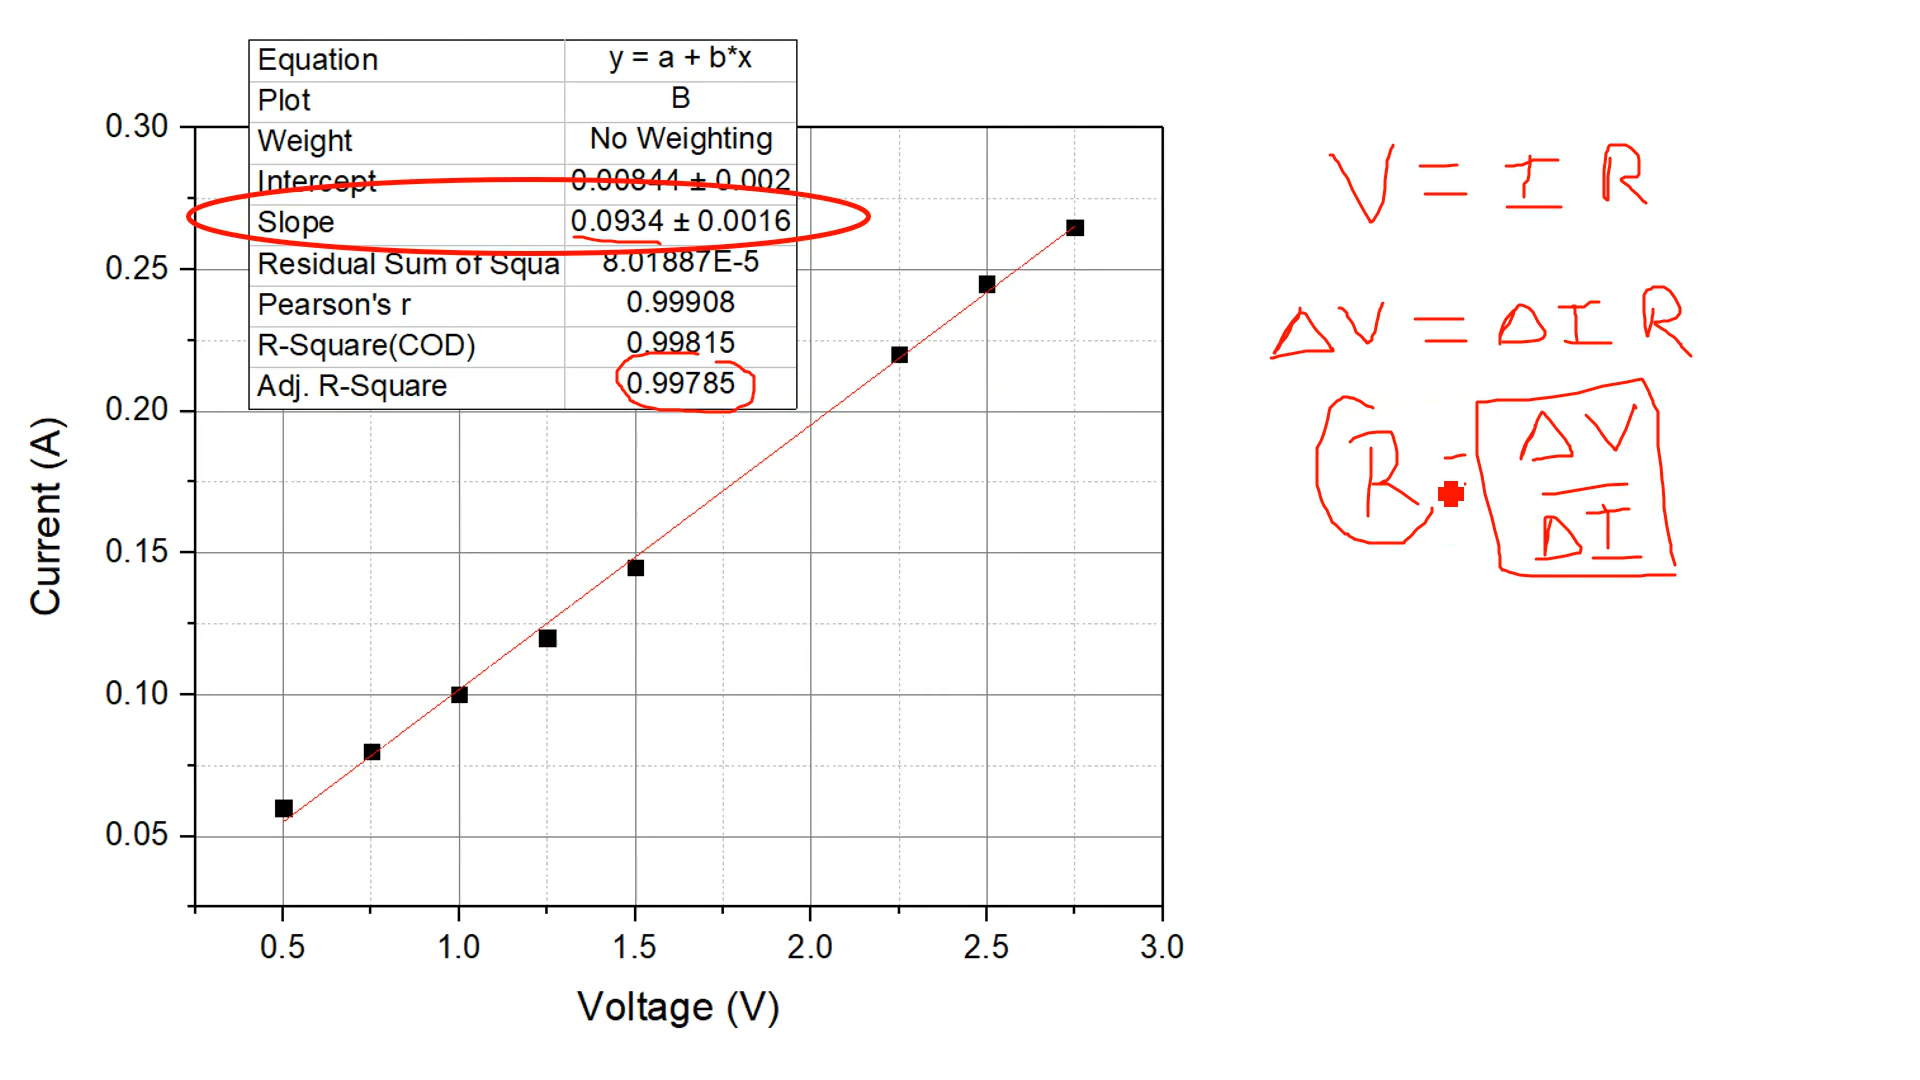 Equation y = a + b*x
Plot B
Weight No Weighting
Intercept 0.00844 ± 0.002
Slope 0.0934 ± 0.0016
Residual Sum of Squa 8.01887E-5
Pearson's r 0.99908
R-Square(COD) 0.99815
Adj. R-Square 0.99785
0.30
0.25
0.20
0.15
0.10
0.05
Current (A)
0.5 1.0 1.5 2.0 2.5 3.0
Voltage (V)
V = I R
ΔV = ΔI R
R = ΔV
ΔI